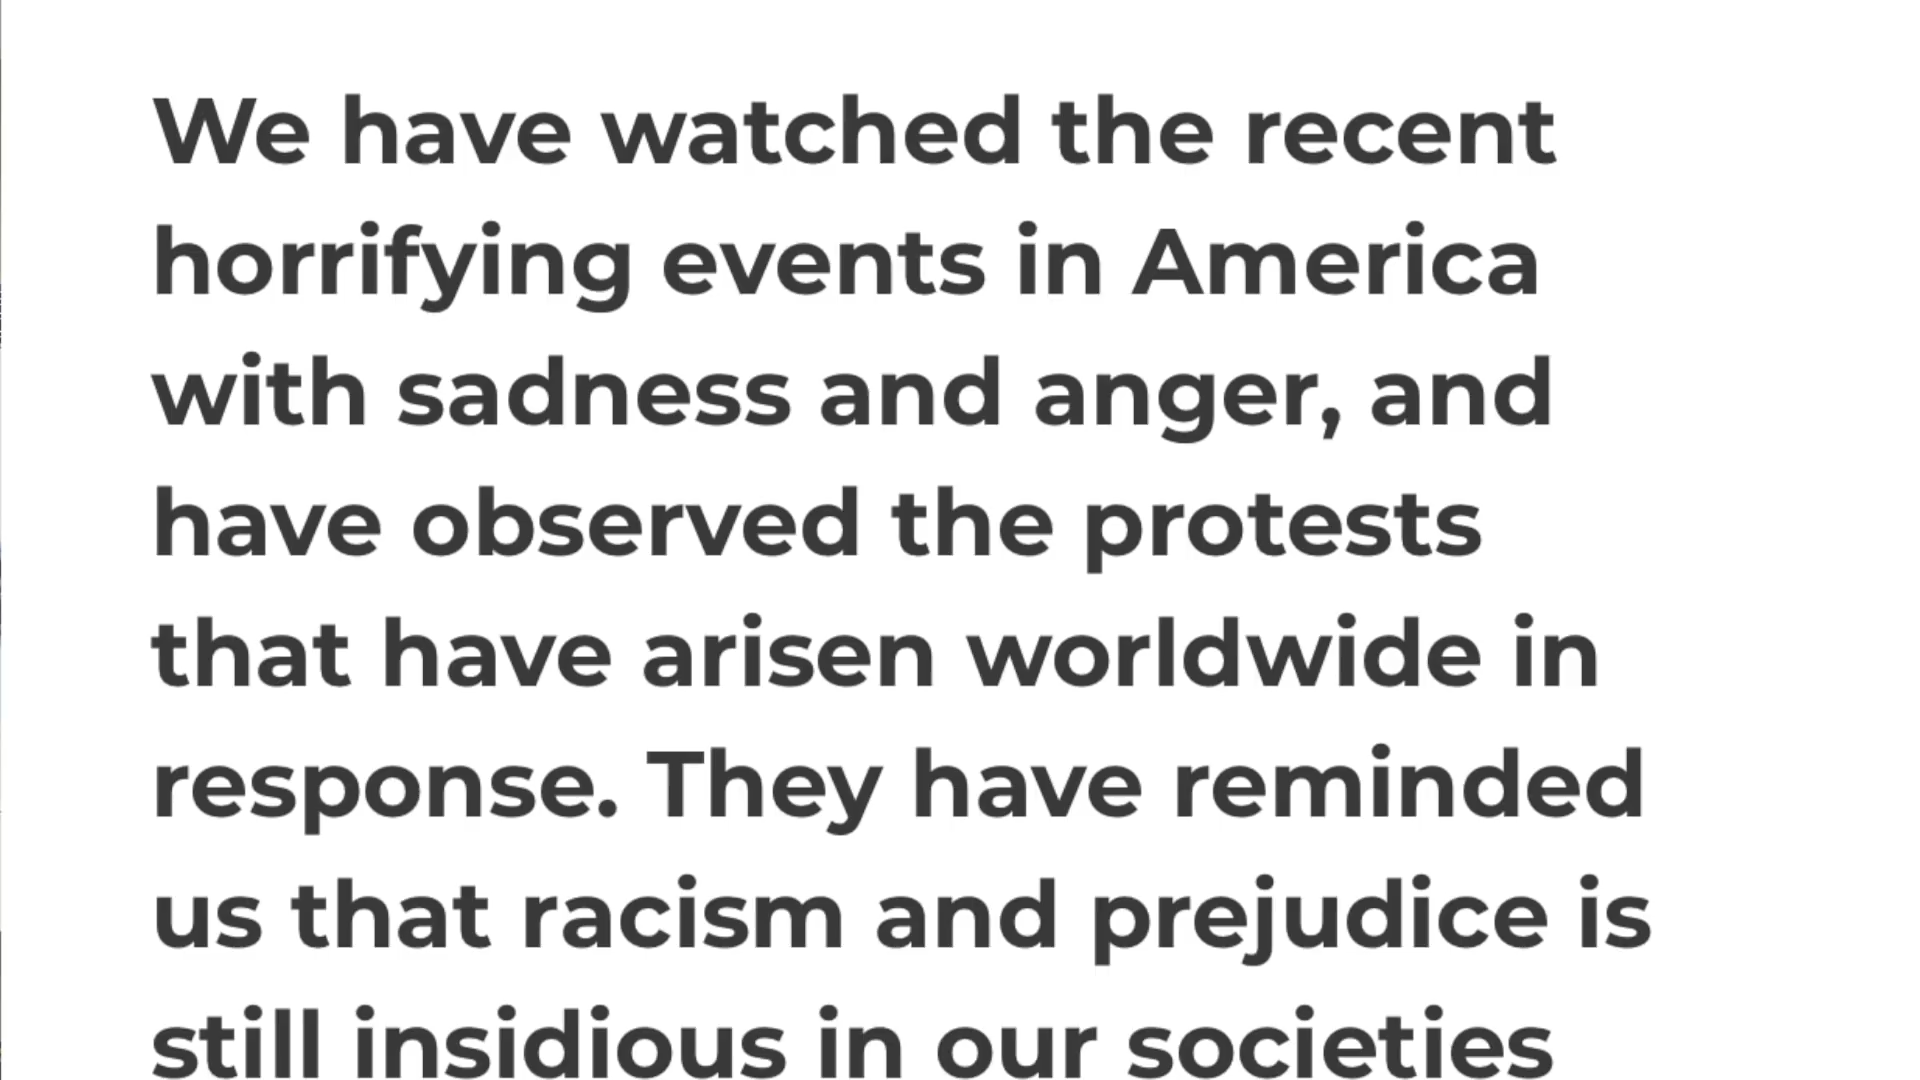 We have watched the recent
horrifying events in America
with sadness and anger, and
have observed the protests
that have arisen worldwide in
response. They have reminded
us that racism and prejudice is
still insidious in our societies